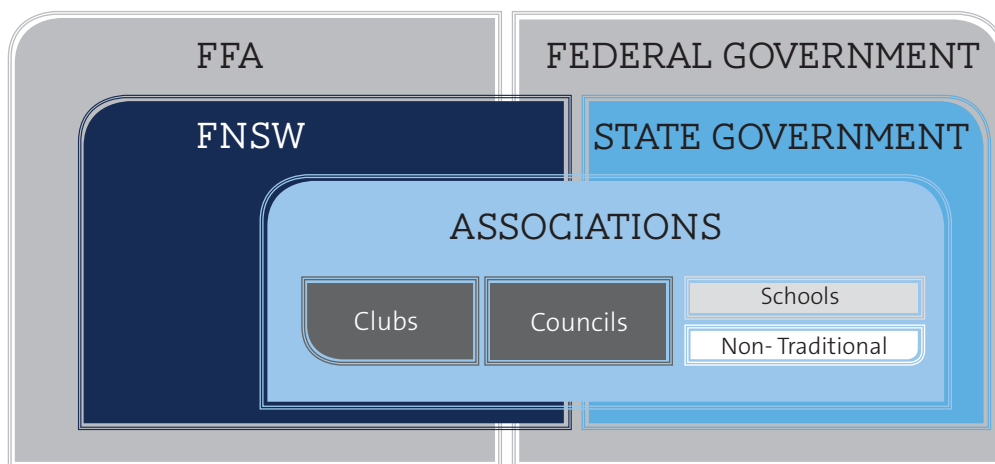 FFA
FEDERAL GOVERNMENT
FNSW
STATE GOVERNMENT
ASSOCIATIONS
Clubs
Councils
Schools
Non- Traditional